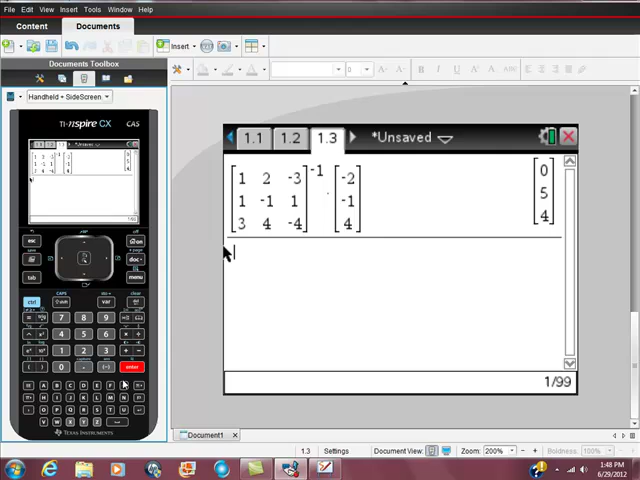 File Edit View Insert Tools Window Help
Content Documents
Insert
Documents Toolbox
Handheld + SideScreen
TI-nspire CX CAS
1.1 1.2 1.3 *Unsaved
1 2 -3 -1 -2 0
1 -1 1 · -1 5
3 4 -4 4 4
1/99
esc
on
doc
tab
menu
ctrl
shift
var
del
7 8 9
4 5 6
1 2 3
0 . (−) enter
TEXAS INSTRUMENTS
Document1
1.3 Settings Document View: Zoom: 200% Boldness: 100%
1:48 PM
6/29/2012